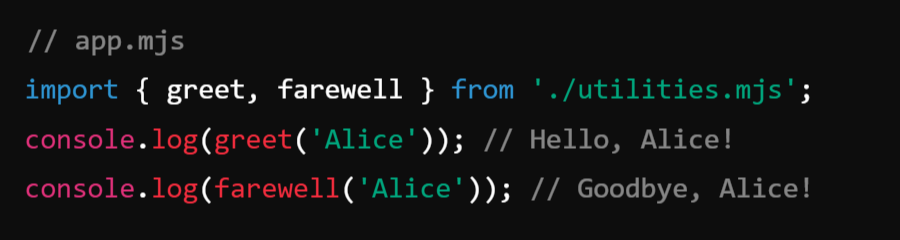 // app.mjs
import { greet, farewell } from './utilities.mjs';
console.log(greet('Alice')); // Hello, Alice!
console.log(farewell('Alice')); // Goodbye, Alice!